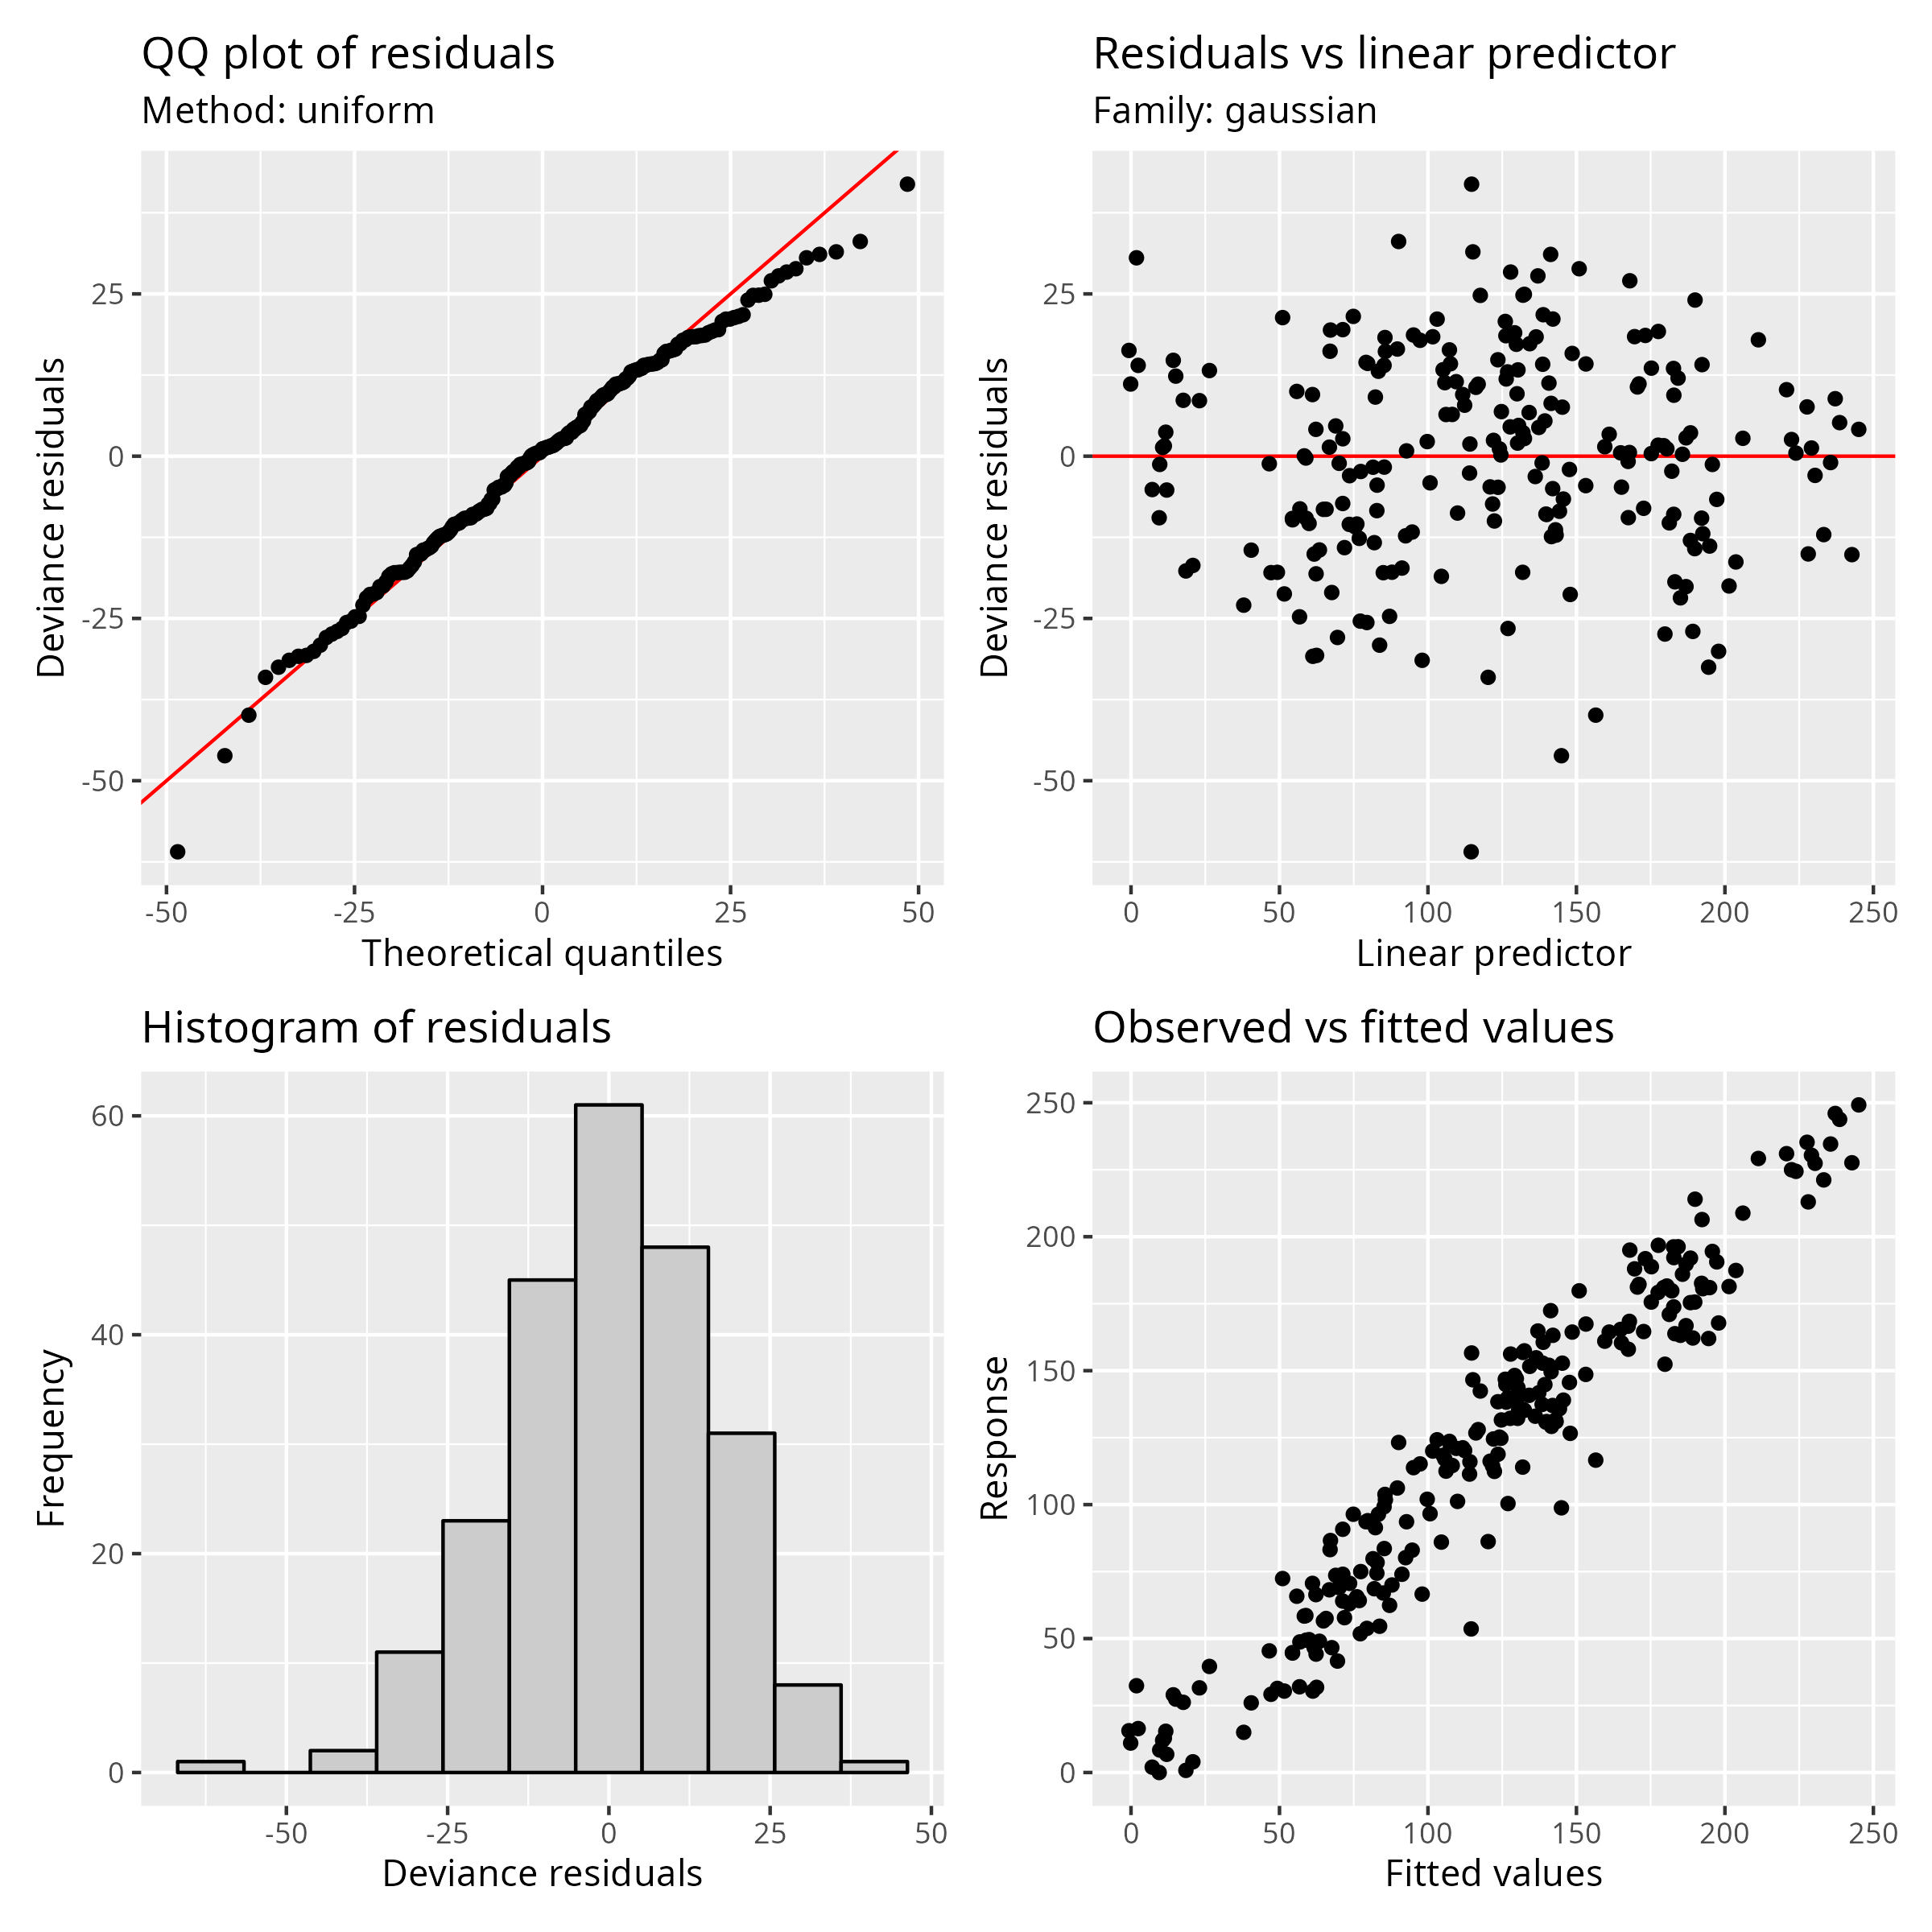 QQ plot of residuals
Method: uniform
Deviance residuals
25
0
-25
-50
-50 -25 0 25 50
Theoretical quantiles
Residuals vs linear predictor
Family: gaussian
Deviance residuals
25
0
-25
-50
0 50 100 150 200 250
Linear predictor
Histogram of residuals
Frequency
60
40
20
0
-50 -25 0 25 50
Deviance residuals
Observed vs fitted values
Response
250
200
150
100
50
0
0 50 100 150 200 250
Fitted values